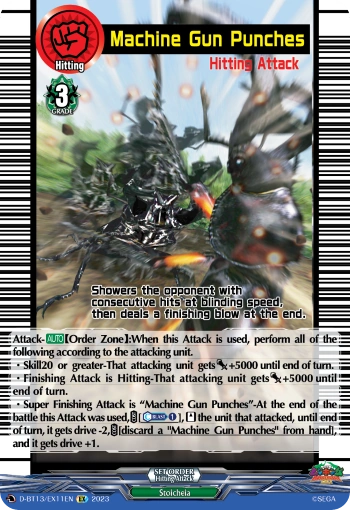 Machine Gun Punches
Hitting
Hitting Attack
3
GRADE
Showers the opponent with
consecutive hits at blinding speed,
then deals a finishing blow at the end.
Attack-AUTO【Order Zone】:When this Attack is used, perform all of the
following according to the attacking unit.
・Skill20 or greater-That attacking unit gets +5000 until end of turn.
・Finishing Attack is Hitting-That attacking unit gets +5000 until
end of turn.
・Super Finishing Attack is "Machine Gun Punches"-At the end of the
battle this Attack was used, [BLAST 1], the unit that attacked, until end
of turn, it gets drive -2, [discard a "Machine Gun Punches" from hand],
and it gets drive +1.
SET ORDER
Hitting Attack
D-BT13/EX11EN EX 2023
Stoicheia
©SEGA